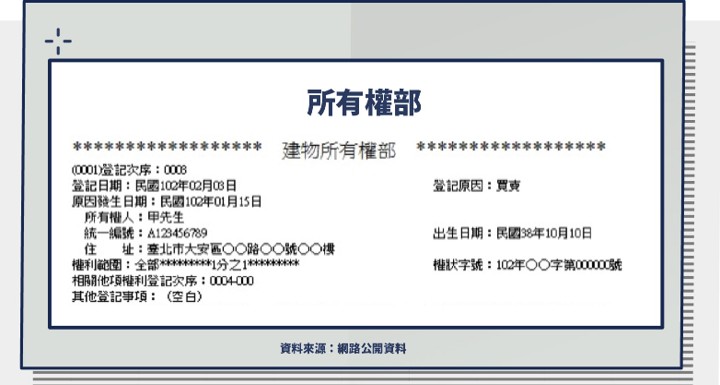 所有權部
****************** 建物所有權部 ******************
(0001)登記次序：0003
登記日期：民國102年02月03日 登記原因：買賣
原因發生日期：民國102年01月15日
所有權人：甲先生
統一編號：A123456789 出生日期：民國38年10月10日
住 址：臺北市大安區○○路○○號○○樓
權利範圍：全部*********1分之1********* 權狀字號：102年○○字第000000號
相關他項權利登記次序：0004-000
其他登記事項：（空白）
資料來源：網路公開資料